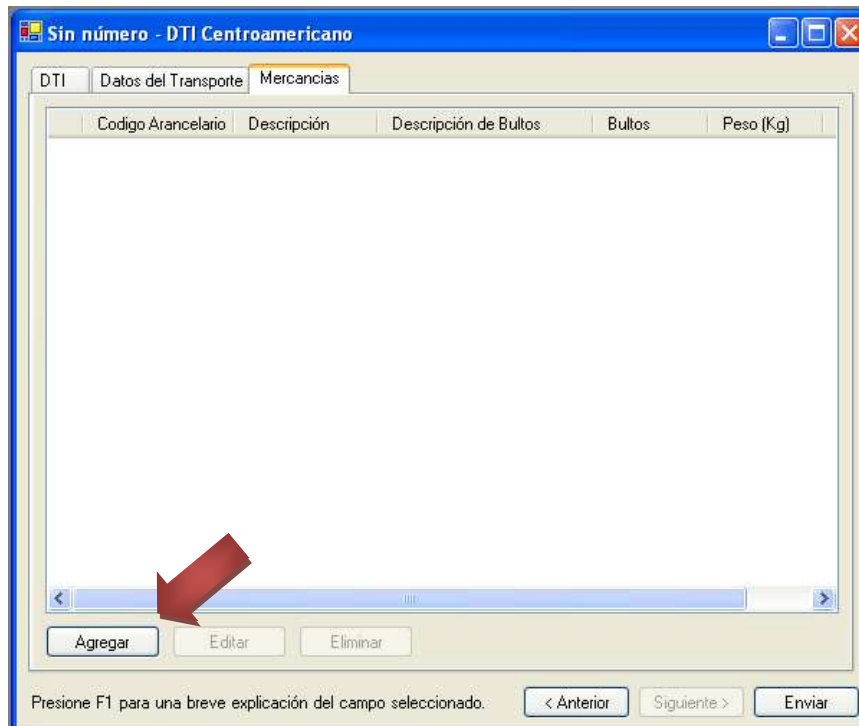 Sin número - DTI Centroamericano
DTI Datos del Transporte Mercancias
Codigo Arancelario Descripción Descripción de Bultos Bultos Peso (Kg)
Agregar Editar Eliminar
Presione F1 para una breve explicación del campo seleccionado. < Anterior Siguiente > Enviar